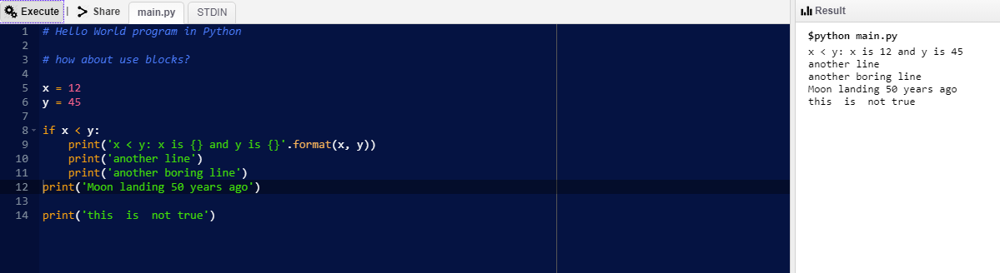 Execute | > Share main.py STDIN
1 # Hello World program in Python
2
3 # how about use blocks?
4
5 x = 12
6 y = 45
7
8 if x < y:
9     print('x < y: x is {} and y is {}'.format(x, y))
10     print('another line')
11     print('another boring line')
12 print('Moon landing 50 years ago')
13
14 print('this  is  not true')
Result
$python main.py
x < y: x is 12 and y is 45
another line
another boring line
Moon landing 50 years ago
this  is  not true